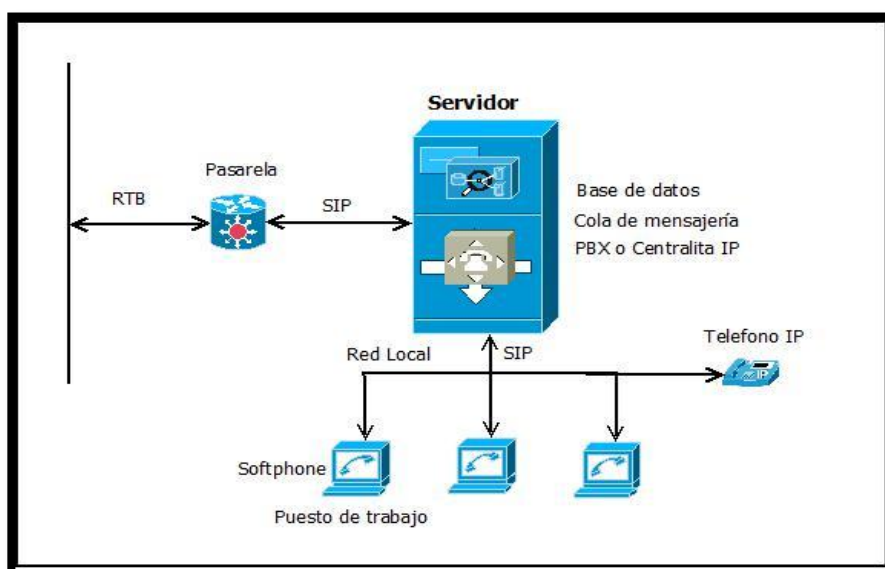 Servidor
Pasarela
RTB
SIP
Base de datos
Cola de mensajería
PBX o Centralita IP
Telefono IP
IP
Red Local
SIP
Softphone
Puesto de trabajo